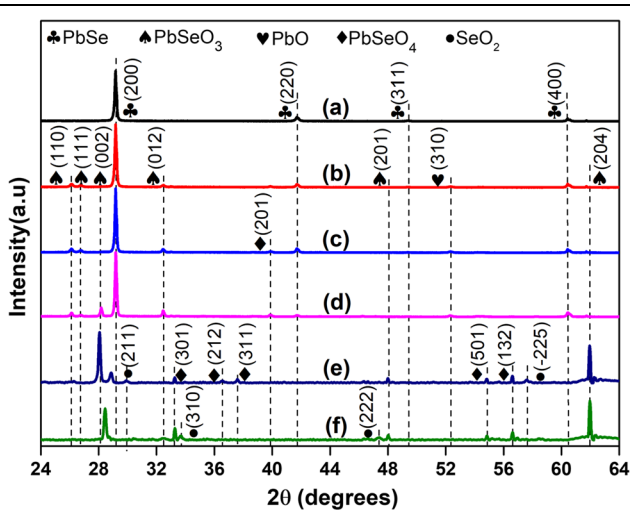 ♣PbSe ♠PbSeO3 ♥PbO ♦PbSeO4 ●SeO2
♣(200) ♣(220) ♣(311) ♣(400)
(a)
♠(110) ♠(111) ♠(002) ♠(012) ♠(201) ♥(310) ♠(204)
(b)
♦(201)
(c)
(d)
●(211) ♦(301) ♦(212) ♦(311) ♦(501) ♦(132) ●(-225)
(e)
●(310) ●(222)
(f)
24 28 32 36 40 44 48 52 56 60 64
2θ (degrees)
Intensity(a.u)